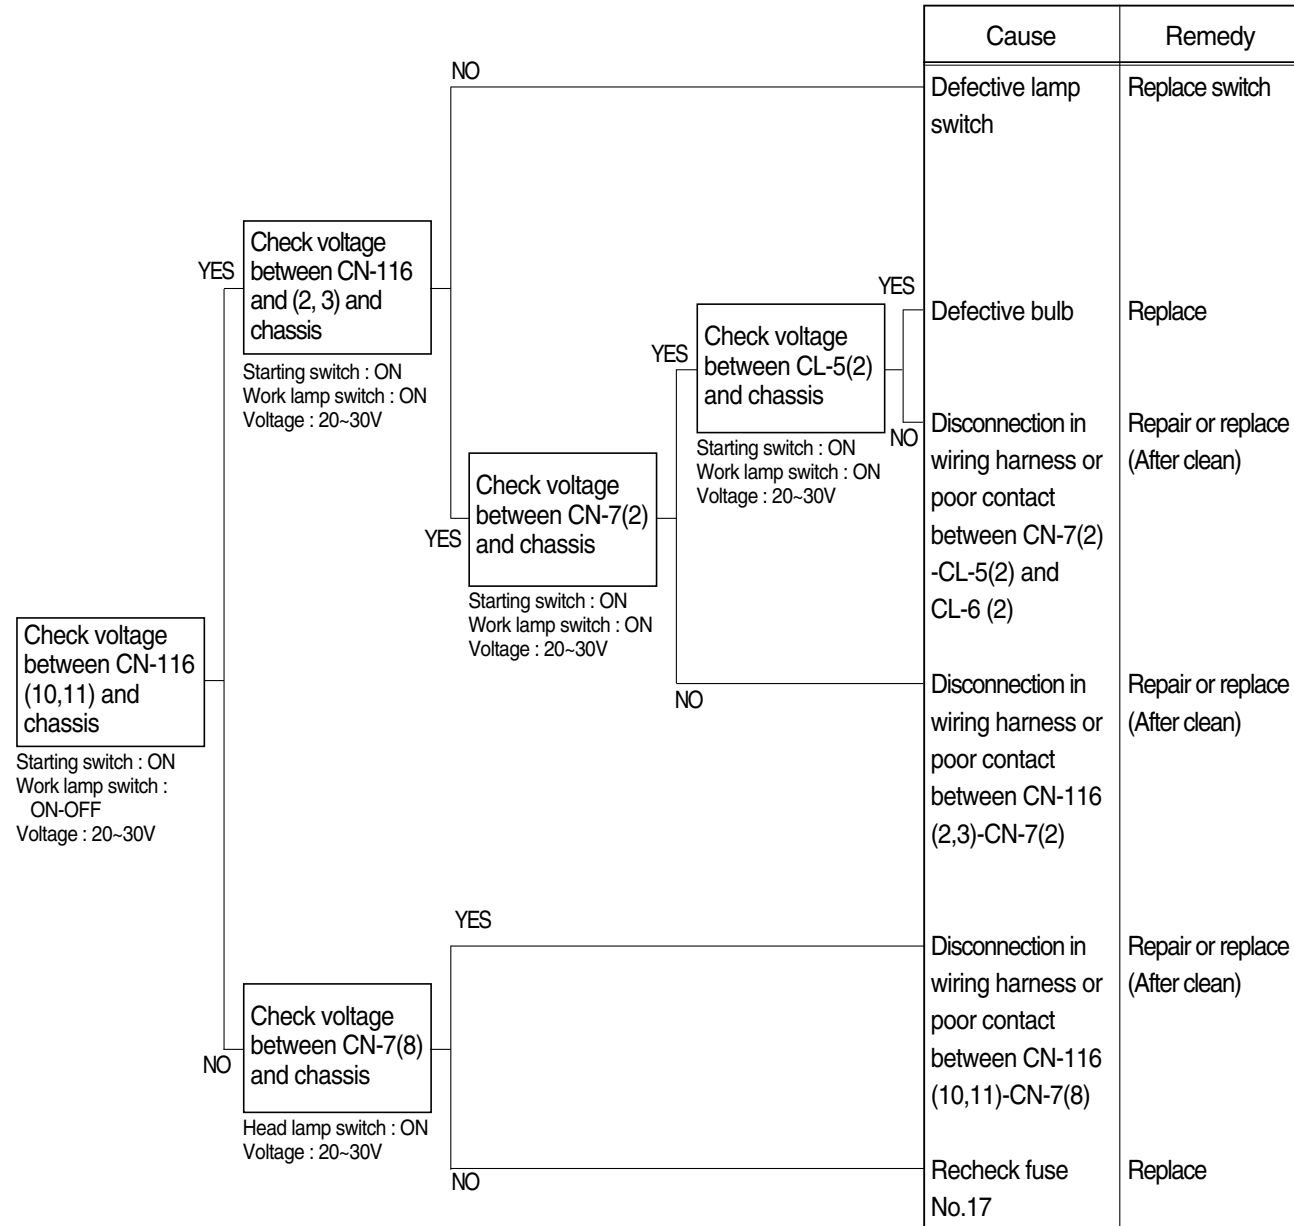 Cause
Remedy
NO
Defective lamp
switch
Replace switch
YES
Check voltage
between CN-116
and (2, 3) and
chassis
Starting switch : ON
Work lamp switch : ON
Voltage : 20~30V
YES
Defective bulb
Replace
YES
Check voltage
between CL-5(2)
and chassis
Starting switch : ON
Work lamp switch : ON
Voltage : 20~30V
NO
Disconnection in
wiring harness or
poor contact
between CN-7(2)
-CL-5(2) and
CL-6 (2)
Repair or replace
(After clean)
YES
Check voltage
between CN-7(2)
and chassis
Starting switch : ON
Work lamp switch : ON
Voltage : 20~30V
NO
Disconnection in
wiring harness or
poor contact
between CN-116
(2,3)-CN-7(2)
Repair or replace
(After clean)
Check voltage
between CN-116
(10,11) and
chassis
Starting switch : ON
Work lamp switch :
ON-OFF
Voltage : 20~30V
YES
Disconnection in
wiring harness or
poor contact
between CN-116
(10,11)-CN-7(8)
Repair or replace
(After clean)
NO
Check voltage
between CN-7(8)
and chassis
Head lamp switch : ON
Voltage : 20~30V
NO
Recheck fuse
No.17
Replace